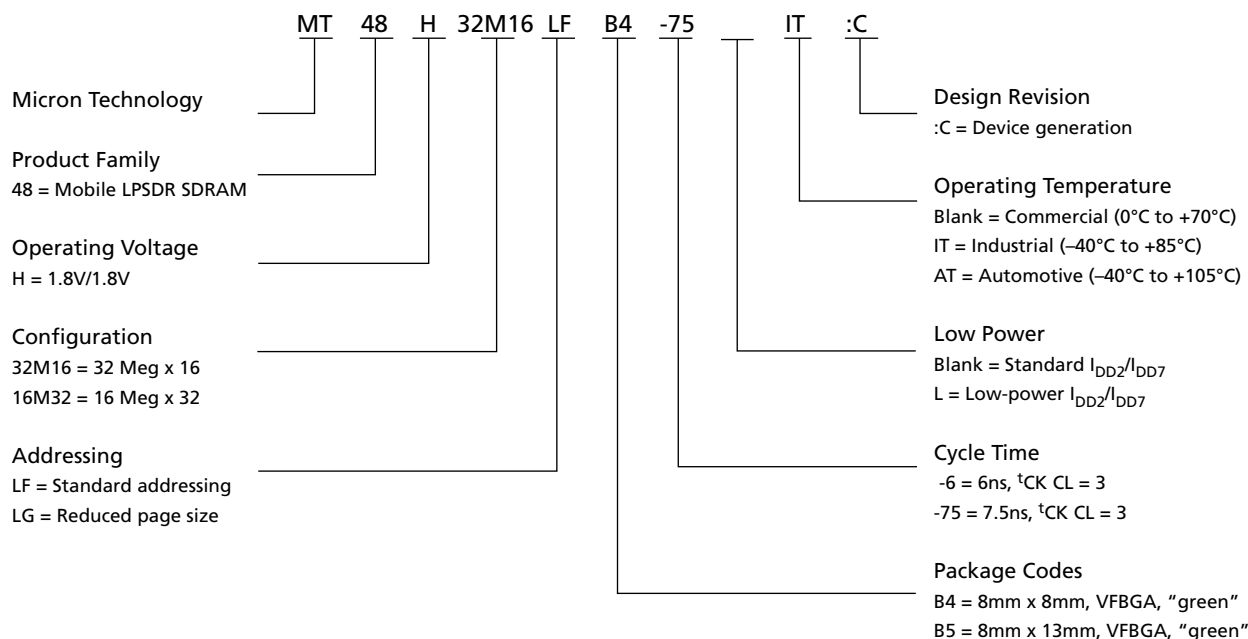 MT 48 H 32M16 LF B4 -75 IT :C
Micron Technology
Product Family
48 = Mobile LPSDR SDRAM
Operating Voltage
H = 1.8V/1.8V
Configuration
32M16 = 32 Meg x 16
16M32 = 16 Meg x 32
Addressing
LF = Standard addressing
LG = Reduced page size
Design Revision
:C = Device generation
Operating Temperature
Blank = Commercial (0°C to +70°C)
IT = Industrial (–40°C to +85°C)
AT = Automotive (–40°C to +105°C)
Low Power
Blank = Standard IDD2/IDD7
L = Low-power IDD2/IDD7
Cycle Time
-6 = 6ns, tCK CL = 3
-75 = 7.5ns, tCK CL = 3
Package Codes
B4 = 8mm x 8mm, VFBGA, “green”
B5 = 8mm x 13mm, VFBGA, “green”